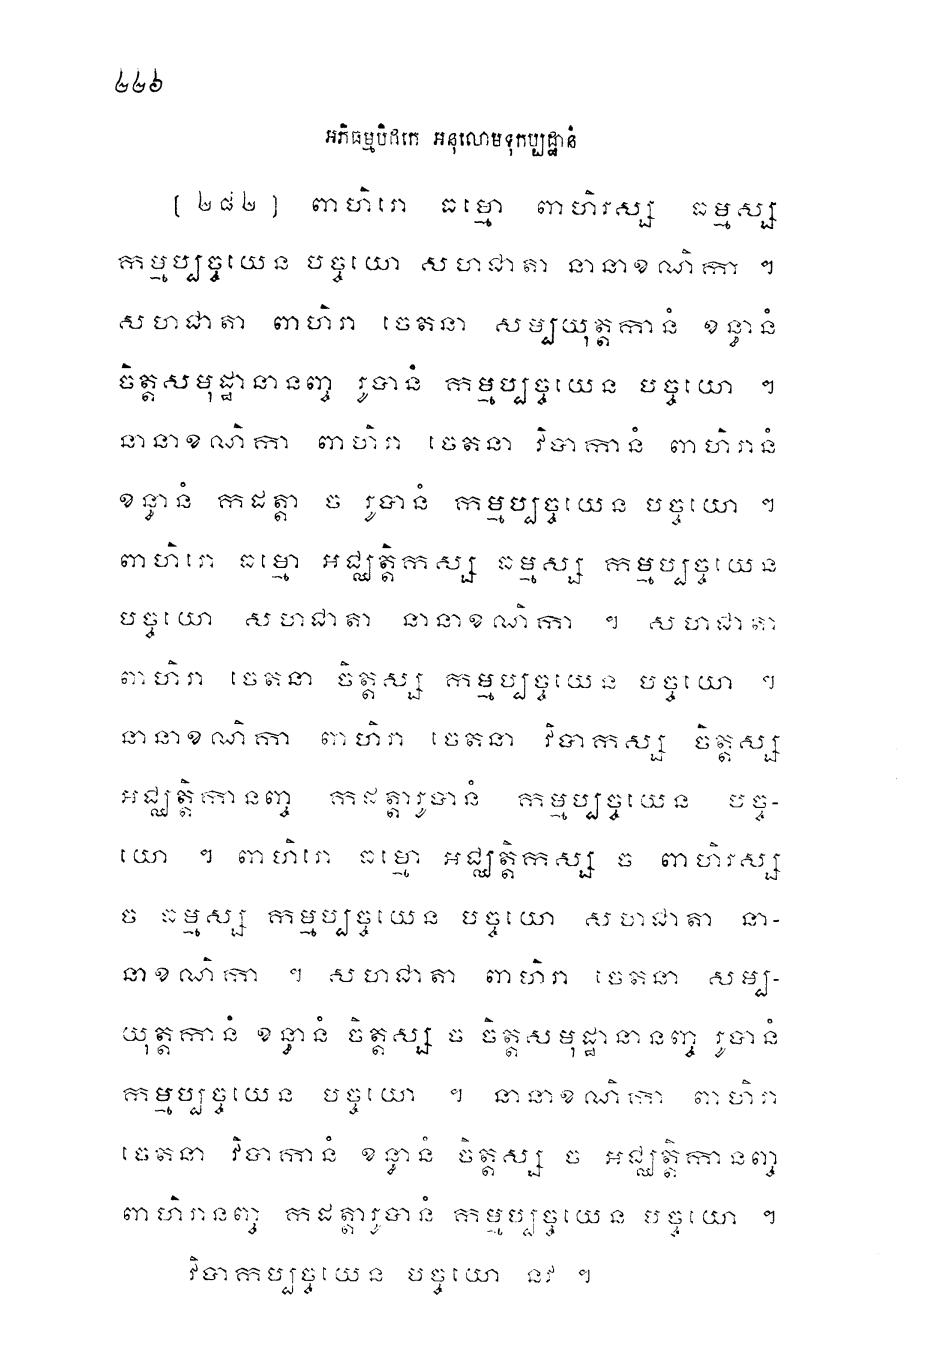 ៤៤៦
អភិធម្មបិដកេ អនុលោមទុកប្បដ្ឋានំ
[២៨២] ពាហិរោ ធម្មោ ពាហិរស្ស ធម្មស្ស
កម្មប្បច្ចយេន បច្ចយោ សហជាតា នានាខណិកា ។
សហជាតា ពាហិរា ចេតនា សម្បយុត្តកានំ ខន្ធានំ
ចិត្តសមុដ្ឋានានញ្ច រូបានំ កម្មប្បច្ចយេន បច្ចយោ ។
នានាខណិកា ពាហិរា ចេតនា វិបាកានំ ពាហិរានំ
ខន្ធានំ កដត្តា ច រូបានំ កម្មប្បច្ចយេន បច្ចយោ ។
ពាហិរោ ធម្មោ អជ្ឈត្តិកស្ស ធម្មស្ស កម្មប្បច្ចយេន
បច្ចយោ សហជាតា នានាខណិកា ។ សហជាតា
ពាហិរា ចេតនា ចិត្តស្ស កម្មប្បច្ចយេន បច្ចយោ ។
នានាខណិកា ពាហិរា ចេតនា វិបាកស្ស ចិត្តស្ស
អជ្ឈត្តិកានញ្ច កដត្តារូបានំ កម្មប្បច្ចយេន បច្ច-
យោ ។ ពាហិរោ ធម្មោ អជ្ឈត្តិកស្ស ច ពាហិរស្ស
ច ធម្មស្ស កម្មប្បច្ចយេន បច្ចយោ សហជាតា នា-
នាខណិកា ។ សហជាតា ពាហិរា ចេតនា សម្ប-
យុត្តកានំ ខន្ធានំ ចិត្តស្ស ច ចិត្តសមុដ្ឋានានញ្ច រូបានំ
កម្មប្បច្ចយេន បច្ចយោ ។ នានាខណិកា ពាហិរា
ចេតនា វិបាកានំ ខន្ធានំ ចិត្តស្ស ច អជ្ឈត្តិកានញ្ច
ពាហិរានញ្ច កដត្តារូបានំ កម្មប្បច្ចយេន បច្ចយោ ។
វិបាកប្បច្ចយេន បច្ចយោ នវ ។